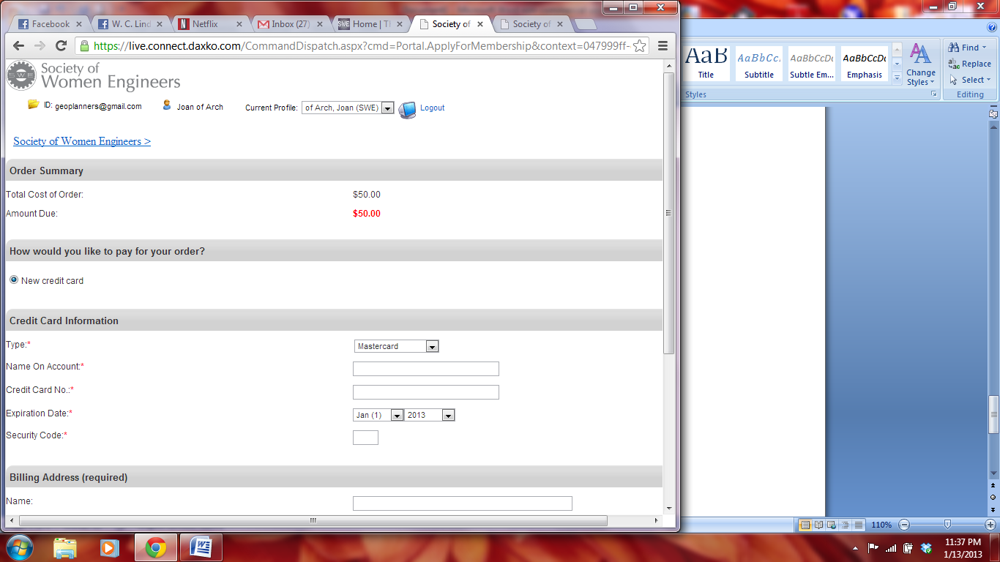 Facebook
W. C. Lind
Netflix
Inbox (27)
SWE Home | Th
Society of
Society of
https://live.connect.daxko.com/CommandDispatch.aspx?cmd=Portal.ApplyForMembership&context=047999ff-
SWE
Society of
Women Engineers
ID: geoplanners@gmail.com Joan of Arch Current Profile: of Arch, Joan (SWE) Logout
Society of Women Engineers >
Order Summary
Total Cost of Order: $50.00
Amount Due: $50.00
How would you like to pay for your order?
New credit card
Credit Card Information
Type:* Mastercard
Name On Account:*
Credit Card No.:*
Expiration Date:* Jan (1) 2013
Security Code:*
Billing Address (required)
Name:
AaB AaBbCc. AaBbCcDc AaBbCcDc
Title Subtitle Subtle Em... Emphasis
Change
Styles
Styles
Find
Replace
Select
Editing
110%
11:37 PM
1/13/2013